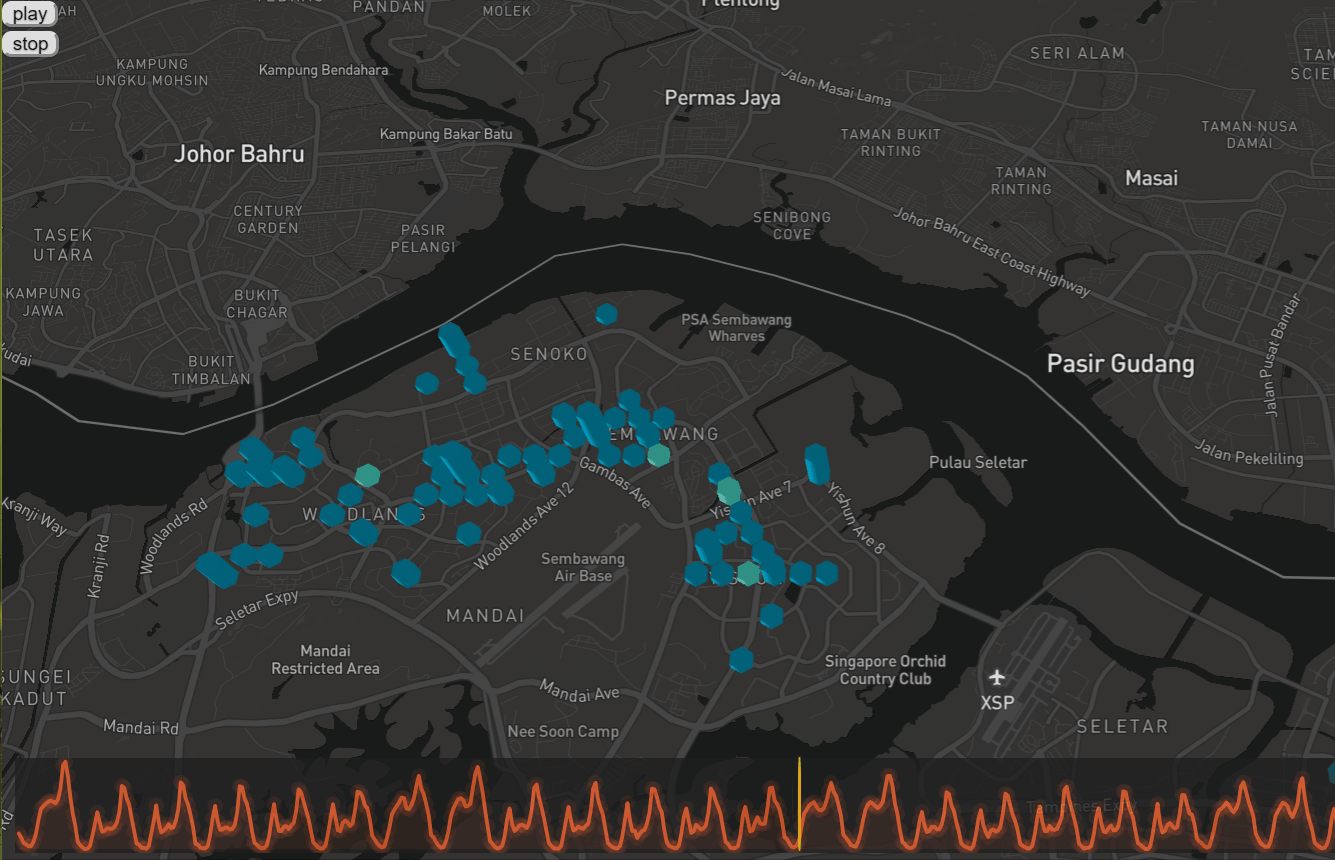 play
stop
PANDAN
MOLEK
Plentong
KAMPUNG
UNGKU MOHSIN
Kampung Bendahara
SERI ALAM
Permas Jaya
Jalan Masai Lama
Kampung Bakar Batu
TAMAN BUKIT
RINTING
TAMAN NUSA
DAMAI
Johor Bahru
TAMAN
RINTING
Masai
CENTURY
GARDEN
SENIBONG
COVE
TASEK
UTARA
PASIR
PELANGI
Johor Bahru East Coast Highway
KAMPUNG
JAWA
BUKIT
CHAGAR
PSA Sembawang
Wharves
SENOKO
BUKIT
TIMBALAN
Pasir Gudang
Jalan Pusat Bandar
Jalan Pekeliling
Pulau Seletar
Gambas Ave
Woodlands Ave 12
Yishun Ave 8
Kranji Way
Woodlands Rd
Kranji Rd
Sembawang
Air Base
Seletar Expy
MANDAI
Mandai
Restricted Area
Singapore Orchid
Country Club
KADUT
Mandai Ave
XSP
Mandai Rd
Nee Soon Camp
SELETAR
Rd